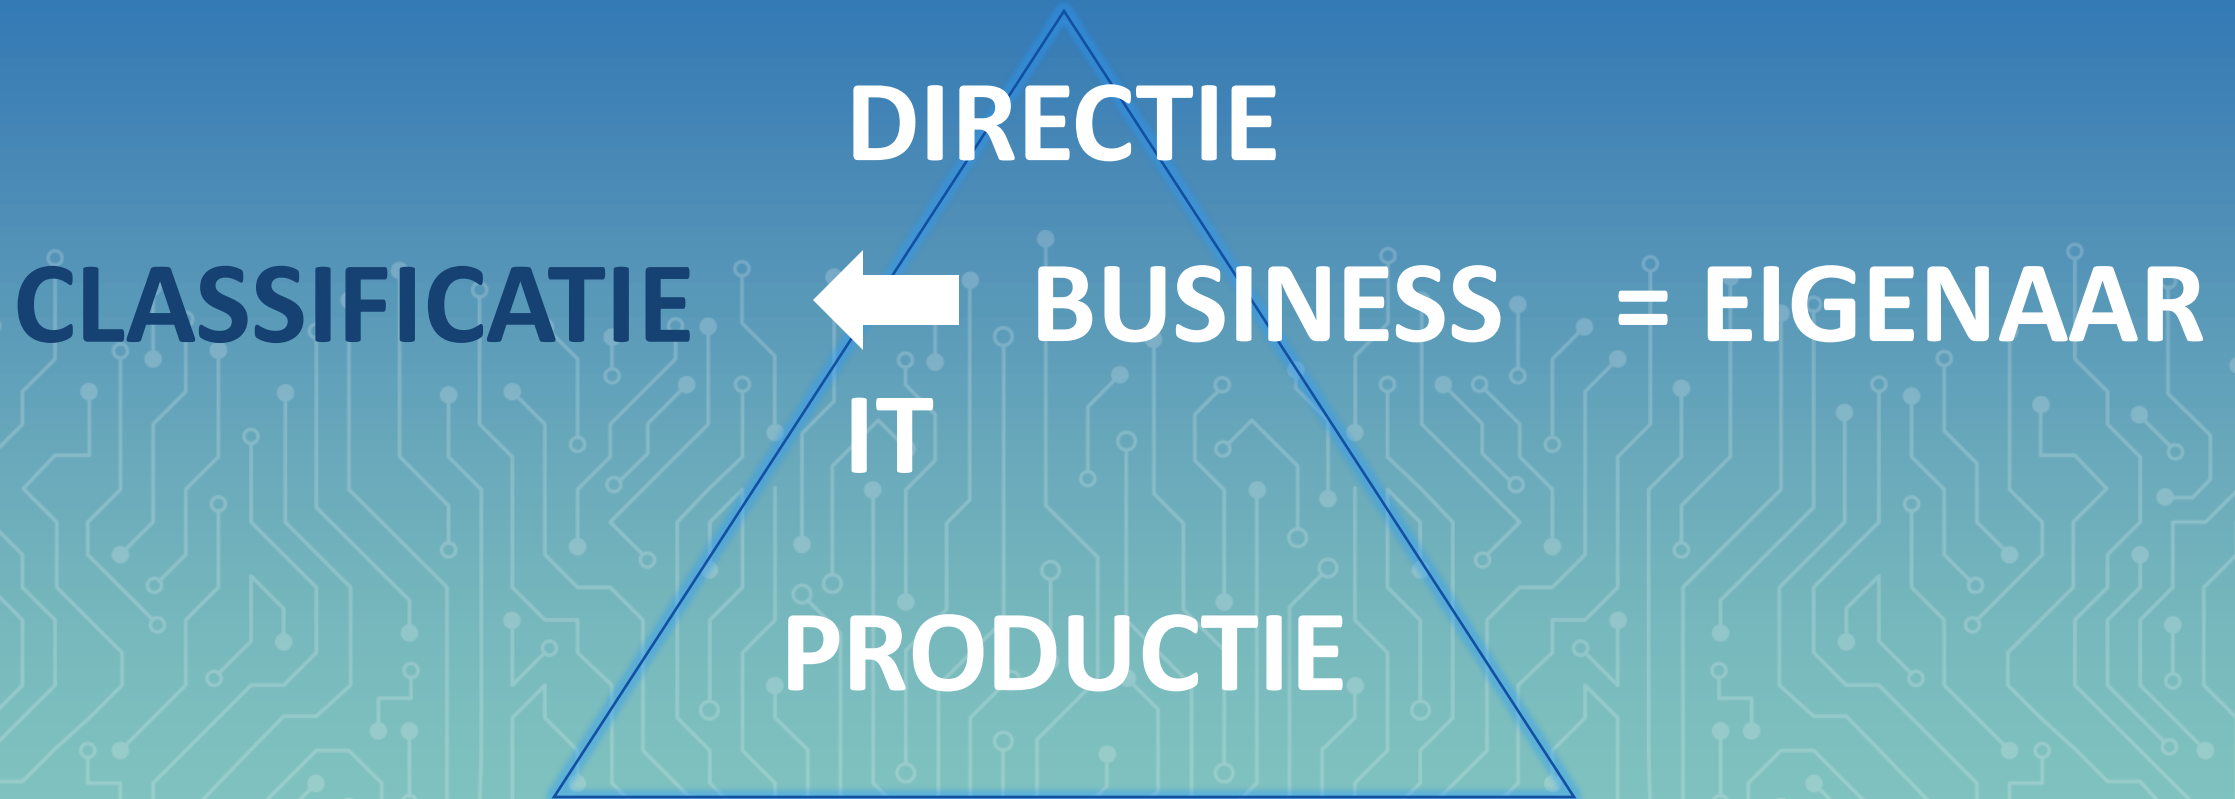 DIRECTIE
CLASSIFICATIE BUSINESS = EIGENAAR
IT
PRODUCTIE